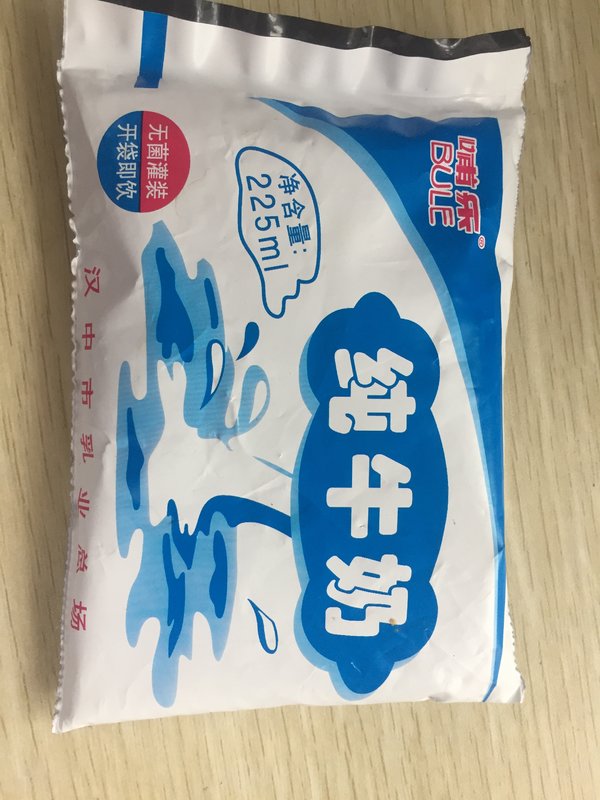 哺乐®
BULE
无菌灌装
开袋即饮
净含量:
225ml
纯牛奶
汉中市乳业总场